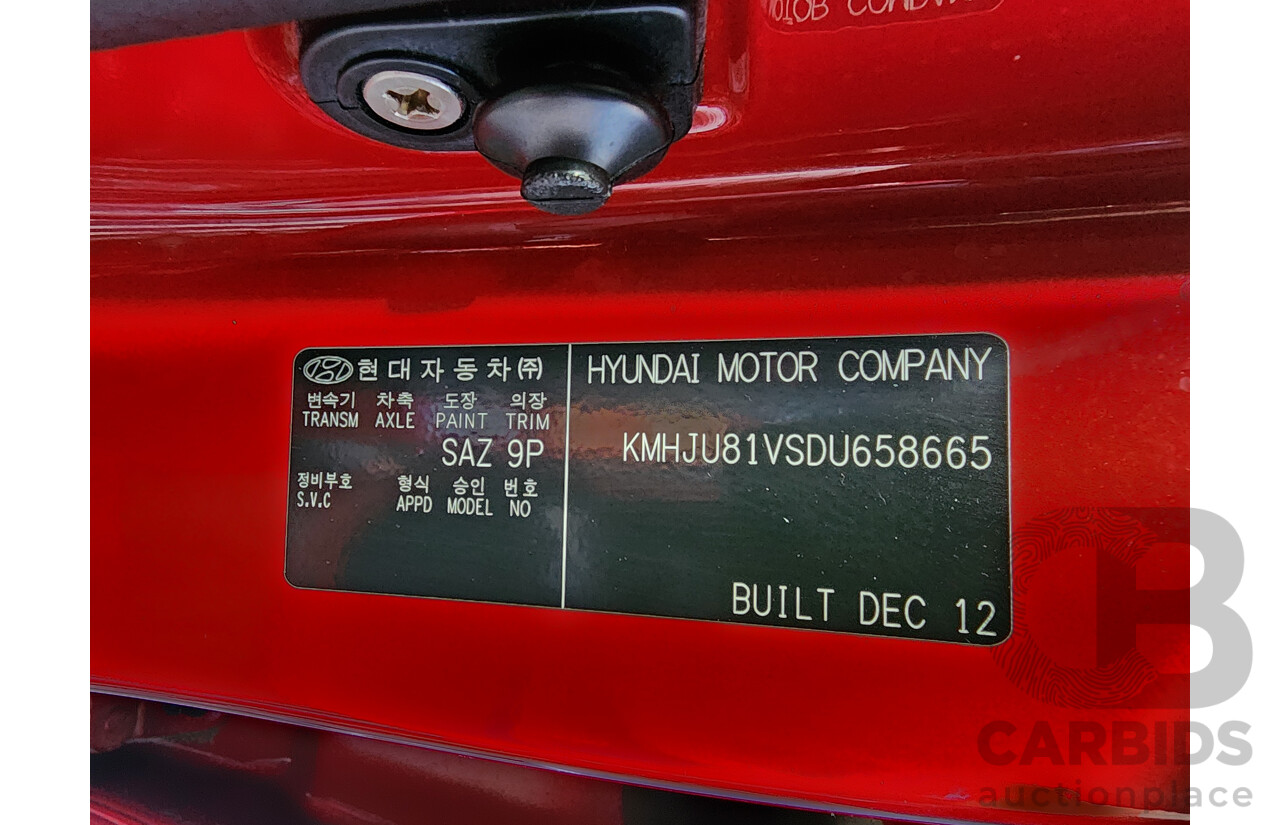 현대자동차㈜
변속기 차축 도장 의장
TRANSM AXLE PAINT TRIM
SAZ 9P
정비부호 형식 승인 번호
S.V.C APPD MODEL NO
HYUNDAI MOTOR COMPANY
KMHJU81VSDU658665
BUILT DEC 12
CARBIDS
auctionplace